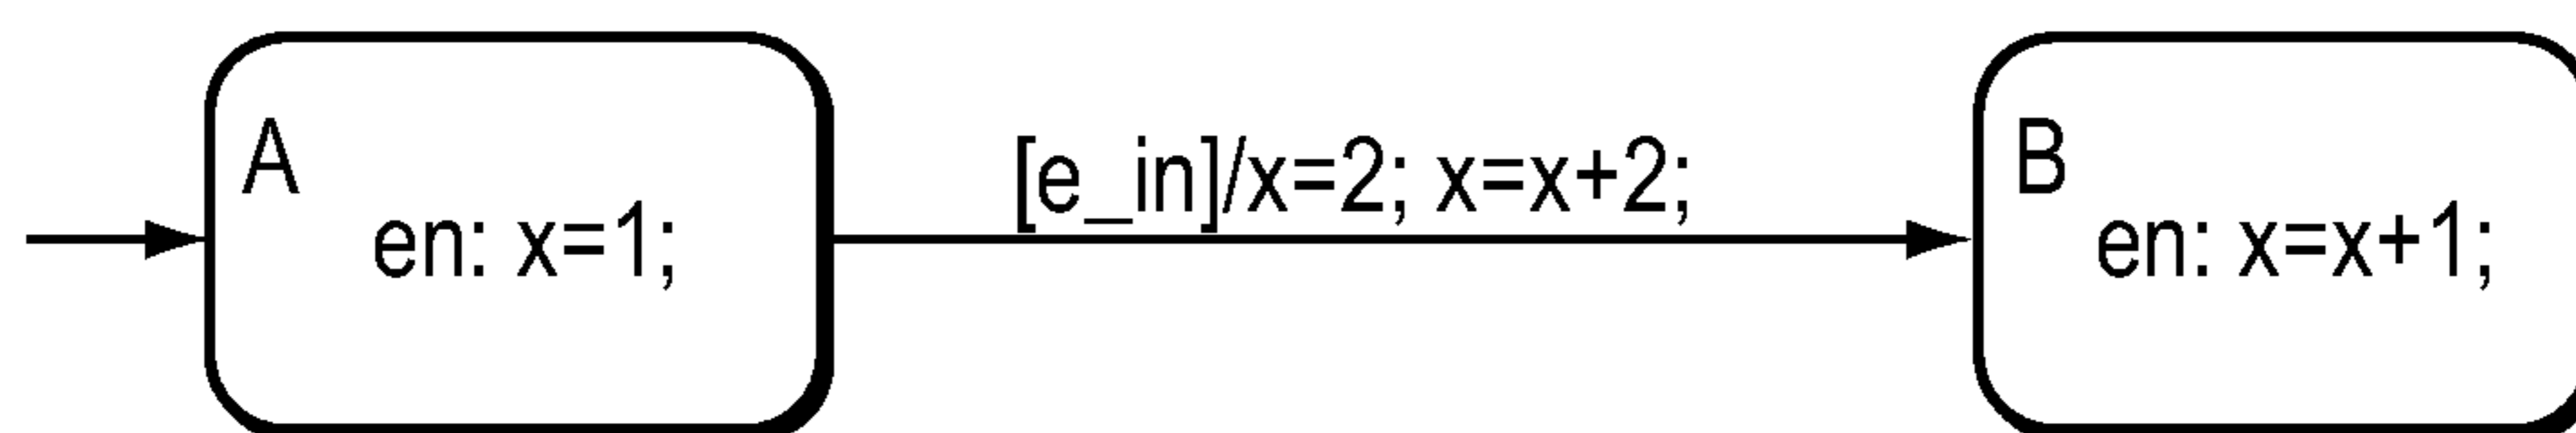 A
en: x=1;
[e_in]/x=2; x=x+2;
B
en: x=x+1;